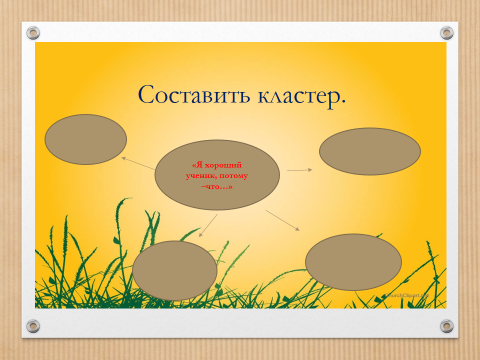 Составить кластер.
«Я хороший
ученик, потому
–что…»